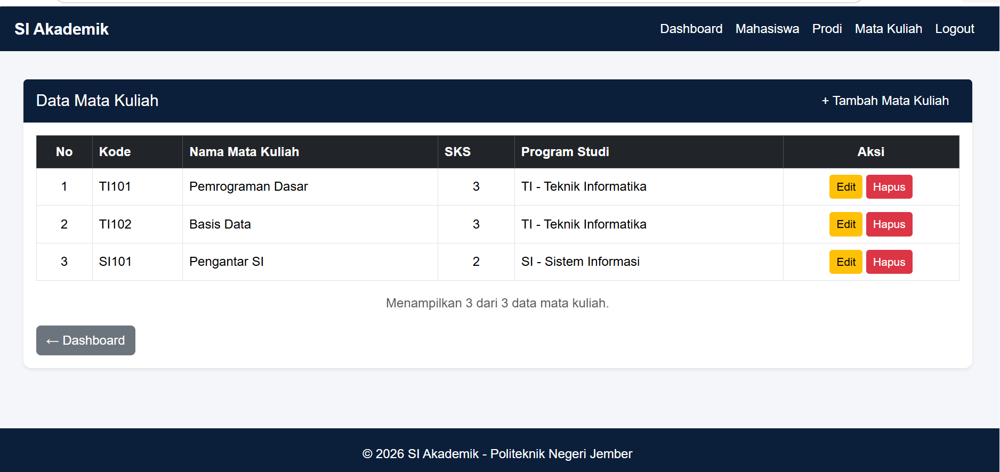 SI Akademik
Dashboard Mahasiswa Prodi Mata Kuliah Logout
Data Mata Kuliah
+ Tambah Mata Kuliah
No Kode Nama Mata Kuliah SKS Program Studi Aksi
1 TI101 Pemrograman Dasar 3 TI - Teknik Informatika Edit Hapus
2 TI102 Basis Data 3 TI - Teknik Informatika Edit Hapus
3 SI101 Pengantar SI 2 SI - Sistem Informasi Edit Hapus
Menampilkan 3 dari 3 data mata kuliah.
← Dashboard
© 2026 SI Akademik - Politeknik Negeri Jember